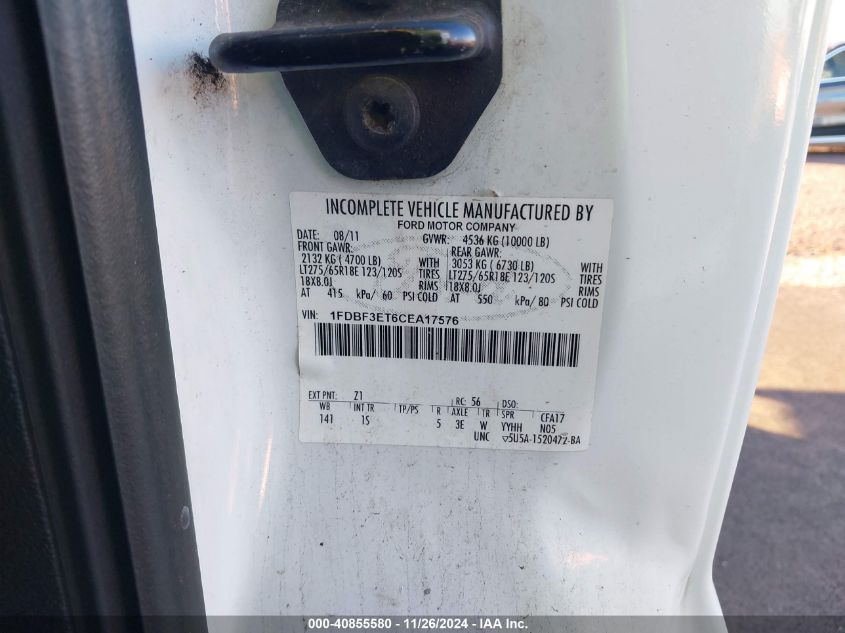 INCOMPLETE VEHICLE MANUFACTURED BY
FORD MOTOR COMPANY
DATE: 08/11 GVWR: 4536 KG (10000 LB)
FRONT GAWR: REAR GAWR:
2132 KG ( 4700 LB) WITH 3053 KG ( 6730 LB) WITH
LT275/65R18E 123/120S TIRES LT275/65R18E 123/120S TIRES
18X8.0J RIMS 18X8.0J RIMS
AT 415 kPa/ 60 PSI COLD AT 550 kPa/ 80 PSI COLD
VIN: 1FDBF3ET6CEA17576
EXT PNT: Z1 RC: 56 DSO:
WB INT TR TP/PS R AXLE TR SPR CFA17
141 1S 5 3E W YYHH N05
UNC 5U5A-1520472-BA
000-40855580 - 11/26/2024 - IAA Inc.